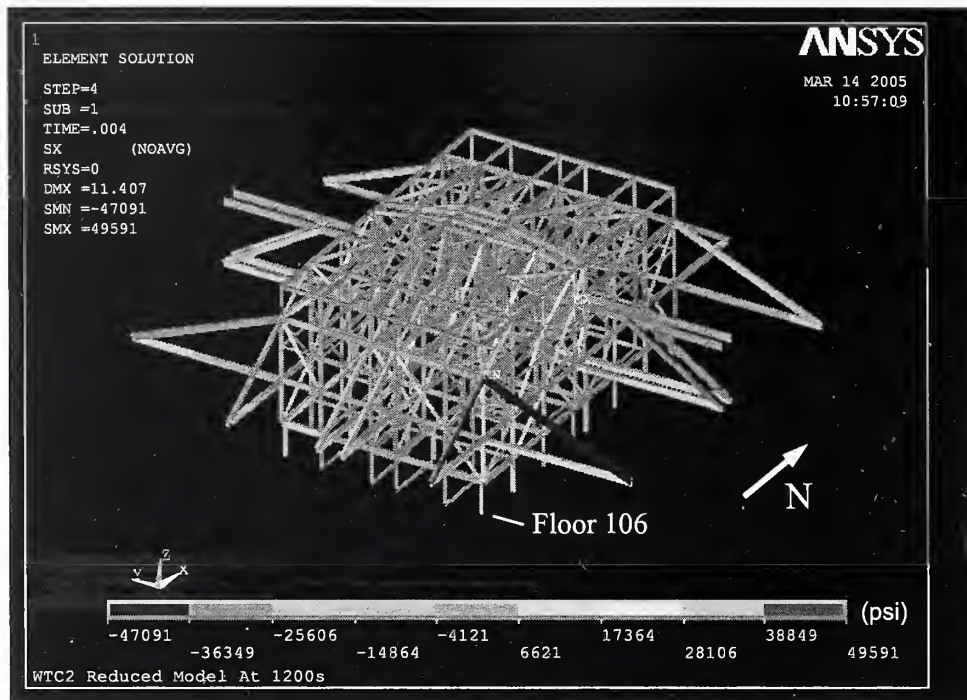 1
ANSYS
ELEMENT SOLUTION
MAR 14 2005
10:57:09
STEP=4
SUB =1
TIME=.004
SX (NOAVG)
RSYS=0
DMX =11.407
SMN =-47091
SMX =49591
N
Floor 106
Z
Y X
(psi)
-47091 -25606 -4121 17364 38849
-36349 -14864 6621 28106 49591
WTC2 Reduced Model At 1200s